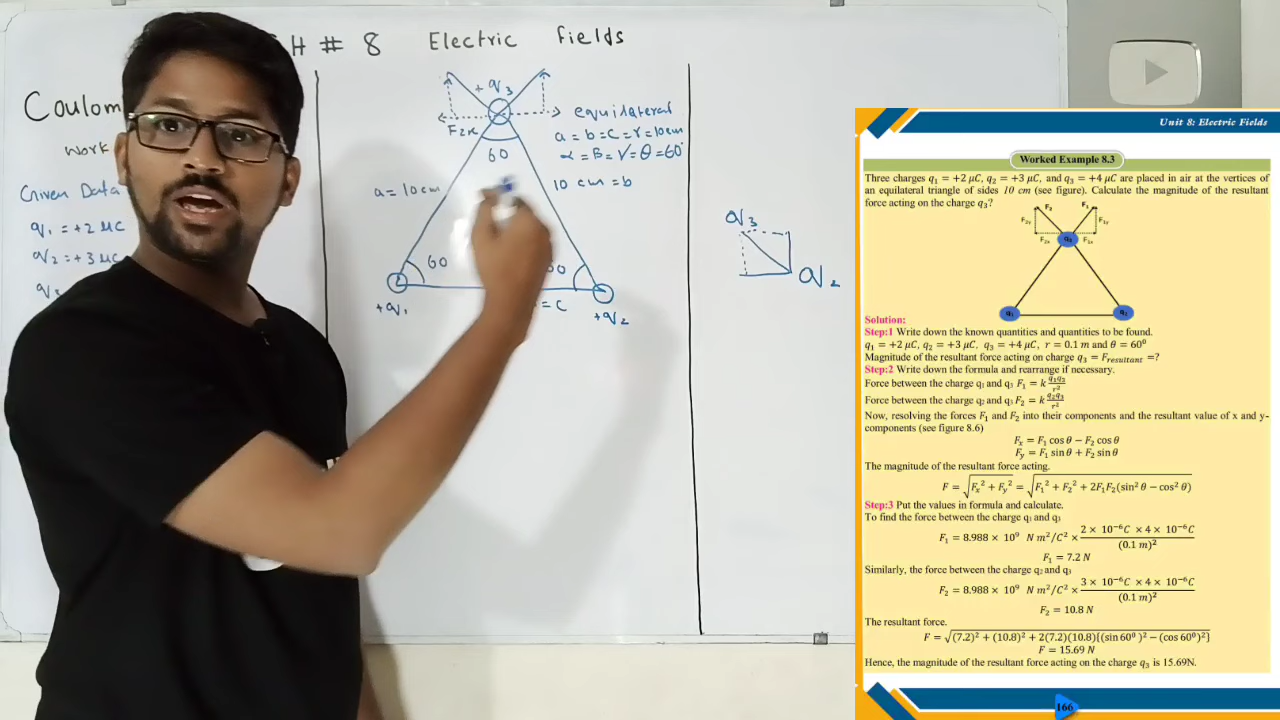 H # 8 Electric fields
Coulom
Work
Given Data
q1 = +2 μC
q2 = +3 μC
q3
+q3
F2x
60
a = 10 cm
60
+q1
equilateral
a = b = C = r = 10cm
α = B = γ = θ = 60°
10 cm = b
60
= C
+q2
q3
q2
Unit 8: Electric Fields
Worked Example 8.3
Three charges q1 = +2 μC, q2 = +3 μC, and q3 = +4 μC are placed in air at the vertices of
an equilateral triangle of sides 10 cm (see figure). Calculate the magnitude of the resultant
force acting on the charge q3?
F2 F1
F2y F1y
q3
F2x F1x
q1 q2
Solution:
Step:1 Write down the known quantities and quantities to be found.
q1 = +2 μC, q2 = +3 μC, q3 = +4 μC, r = 0.1 m and θ = 60⁰
Magnitude of the resultant force acting on charge q3 = Fresultant =?
Step:2 Write down the formula and rearrange if necessary.
Force between the charge q1 and q3 F1 = k q1q3/r²
Force between the charge q2 and q3 F2 = k q2q3/r²
Now, resolving the forces F1 and F2 into their components and the resultant value of x and y-
components (see figure 8.6)
Fx = F1 cos θ − F2 cos θ
Fy = F1 sin θ + F2 sin θ
The magnitude of the resultant force acting.
F = √(Fx² + Fy²) = √(F1² + F2² + 2F1F2(sin² θ − cos² θ)
Step:3 Put the values in formula and calculate.
To find the force between the charge q1 and q3
F1 = 8.988 × 10⁹ N m²/C² × 2 × 10⁻⁶C × 4 × 10⁻⁶C/(0.1 m)²
F1 = 7.2 N
Similarly, the force between the charge q2 and q3
F2 = 8.988 × 10⁹ N m²/C² × 3 × 10⁻⁶C × 4 × 10⁻⁶C/(0.1 m)²
F2 = 10.8 N
The resultant force.
F = √(7.2)² + (10.8)² + 2(7.2)(10.8)[(sin 60⁰ )² − (cos 60⁰)²]
F = 15.69 N
Hence, the magnitude of the resultant force acting on the charge q3 is 15.69N.
166